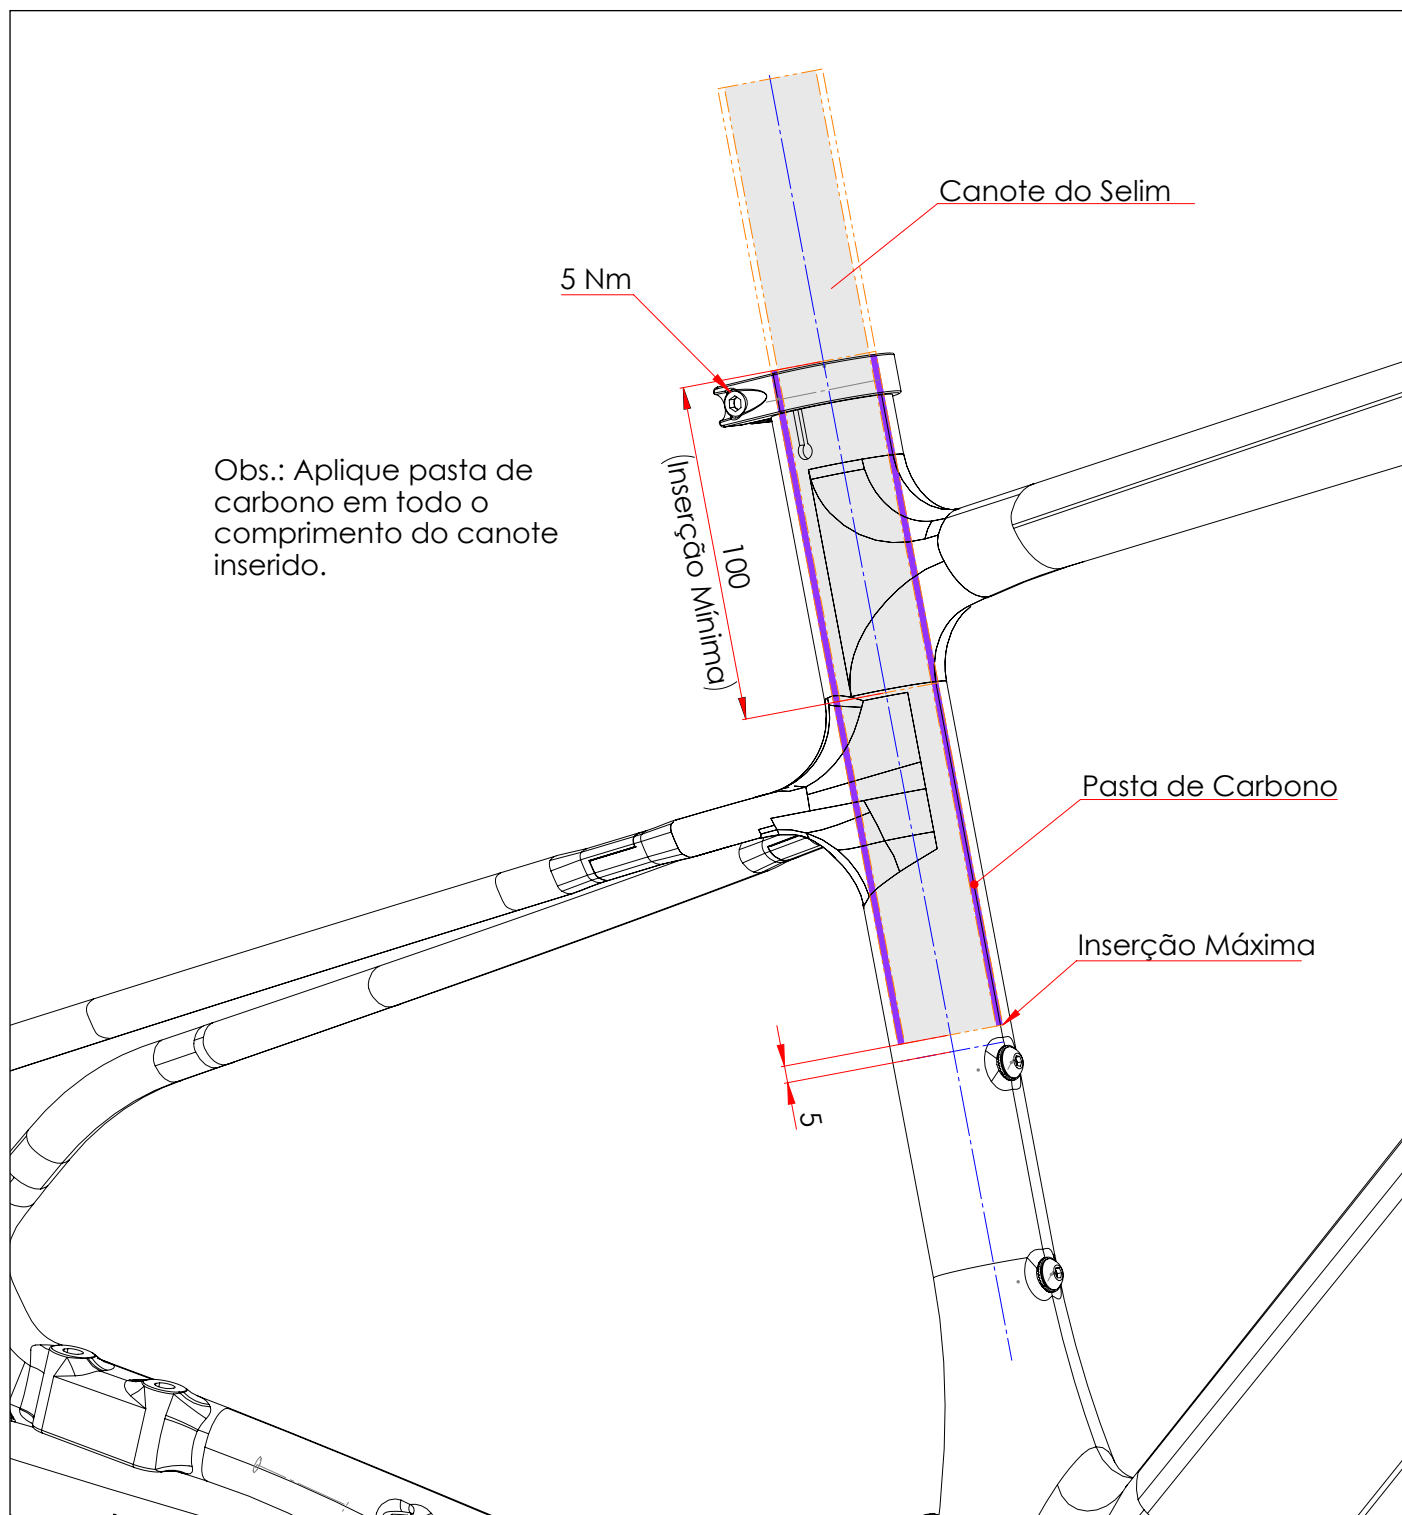 Canote do Selim
5 Nm
Obs.: Aplique pasta de
carbono em todo o
comprimento do canote
inserido.
100
(Inserção Mínima)
Pasta de Carbono
Inserção Máxima
5